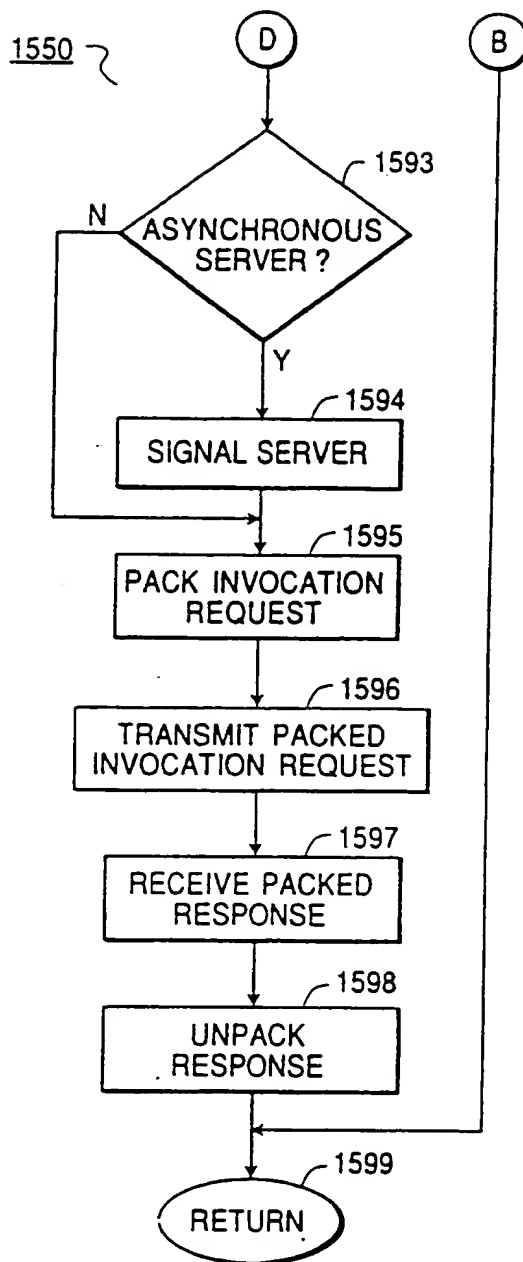 1550
D
B
1593
N
ASYNCHRONOUS
SERVER ?
Y
1594
SIGNAL SERVER
1595
PACK INVOCATION
REQUEST
1596
TRANSMIT PACKED
INVOCATION REQUEST
1597
RECEIVE PACKED
RESPONSE
1598
UNPACK
RESPONSE
1599
RETURN